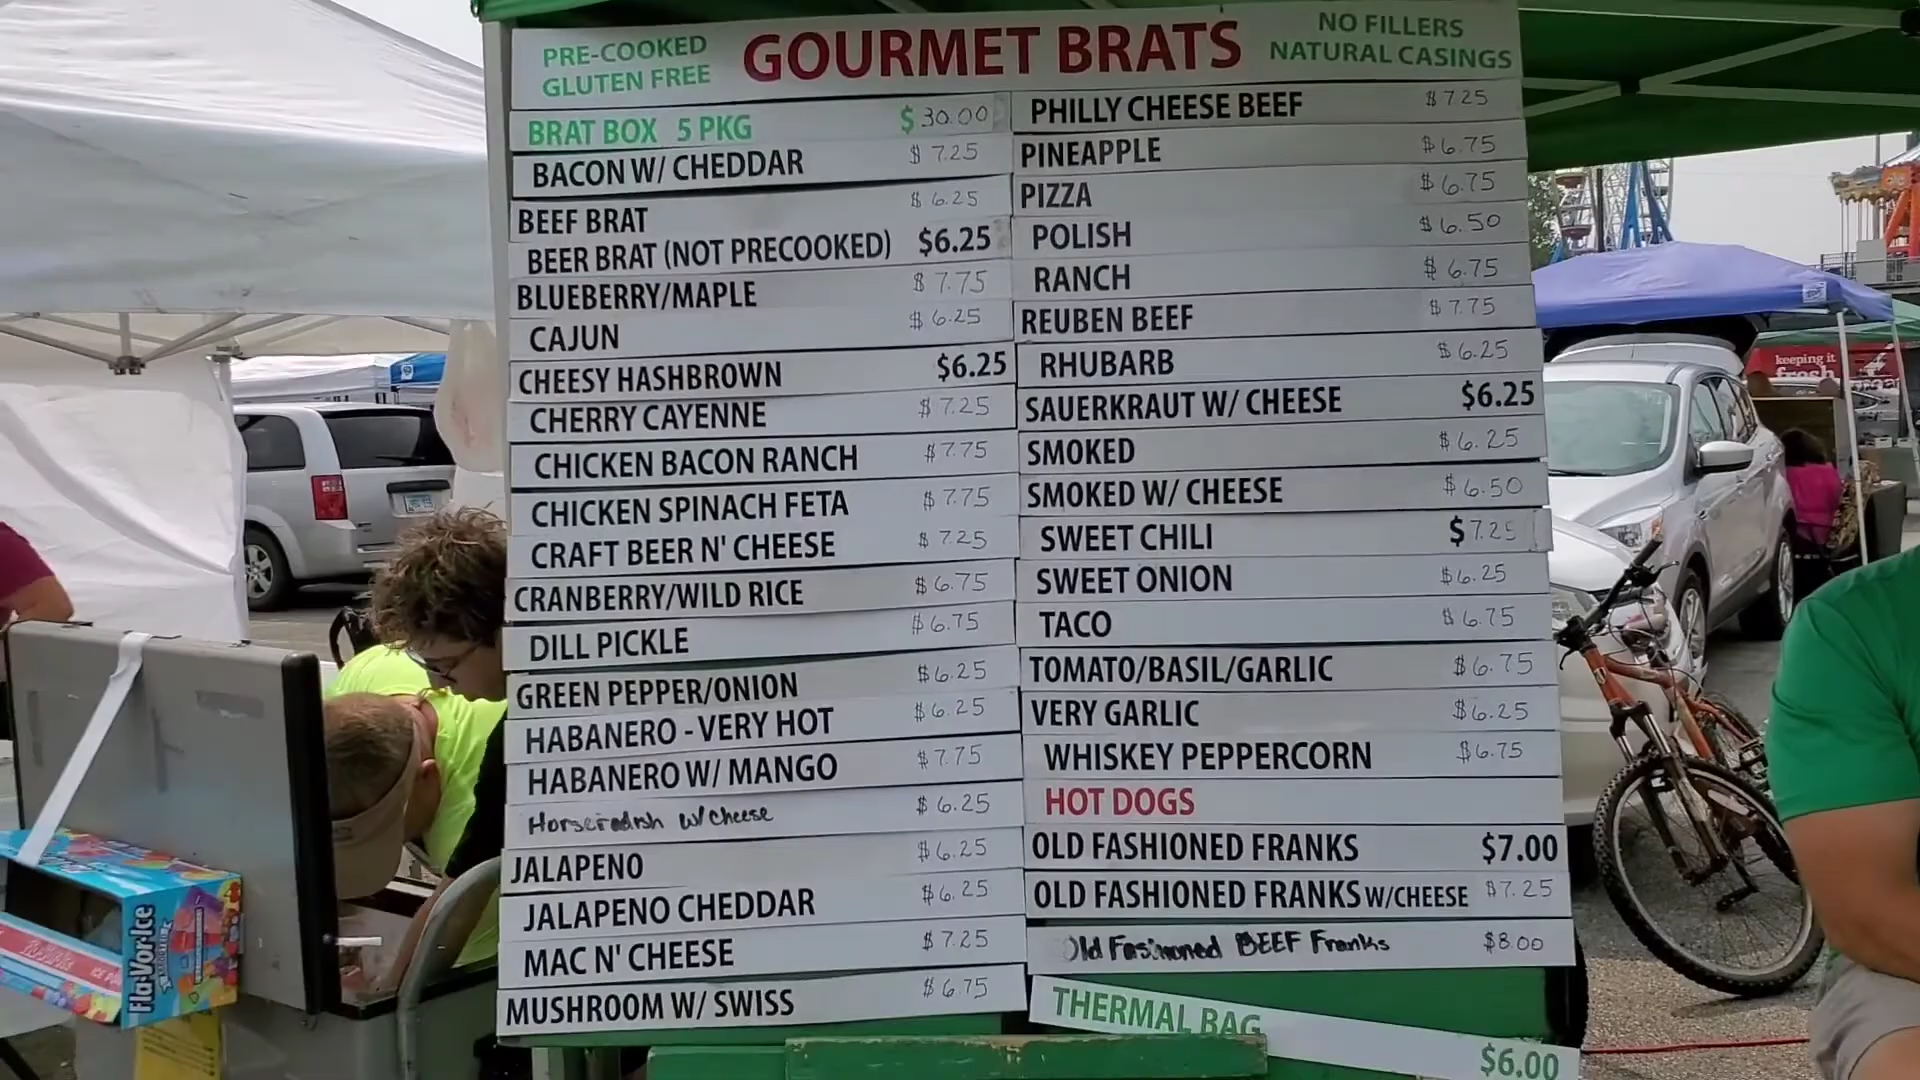 PRE-COOKED
GLUTEN FREE
GOURMET BRATS
NO FILLERS
NATURAL CASINGS
BRAT BOX 5 PKG $30.00
BACON W/ CHEDDAR $7.25
BEEF BRAT $6.25
BEER BRAT (NOT PRECOOKED) $6.25
BLUEBERRY/MAPLE $7.75
CAJUN $6.25
CHEESY HASHBROWN $6.25
CHERRY CAYENNE $7.25
CHICKEN BACON RANCH $7.75
CHICKEN SPINACH FETA $7.75
CRAFT BEER N' CHEESE $7.25
CRANBERRY/WILD RICE $6.75
DILL PICKLE $6.75
GREEN PEPPER/ONION $6.25
HABANERO - VERY HOT $6.25
HABANERO W/ MANGO $7.75
Horseradish w/cheese $6.25
JALAPENO $6.25
JALAPENO CHEDDAR $6.25
MAC N' CHEESE $7.25
MUSHROOM W/ SWISS $6.75
PHILLY CHEESE BEEF $7.25
PINEAPPLE $6.75
PIZZA $6.75
POLISH $6.50
RANCH $6.75
REUBEN BEEF $7.75
RHUBARB $6.25
SAUERKRAUT W/ CHEESE $6.25
SMOKED $6.25
SMOKED W/ CHEESE $6.50
SWEET CHILI $7.25
SWEET ONION $6.25
TACO $6.75
TOMATO/BASIL/GARLIC $6.75
VERY GARLIC $6.25
WHISKEY PEPPERCORN $6.75
HOT DOGS
OLD FASHIONED FRANKS $7.00
OLD FASHIONED FRANKS W/CHEESE $7.25
Old Fashioned BEEF Franks $8.00
THERMAL BAG
$6.00
keeping it
fresh
Fla-Vor-Ice